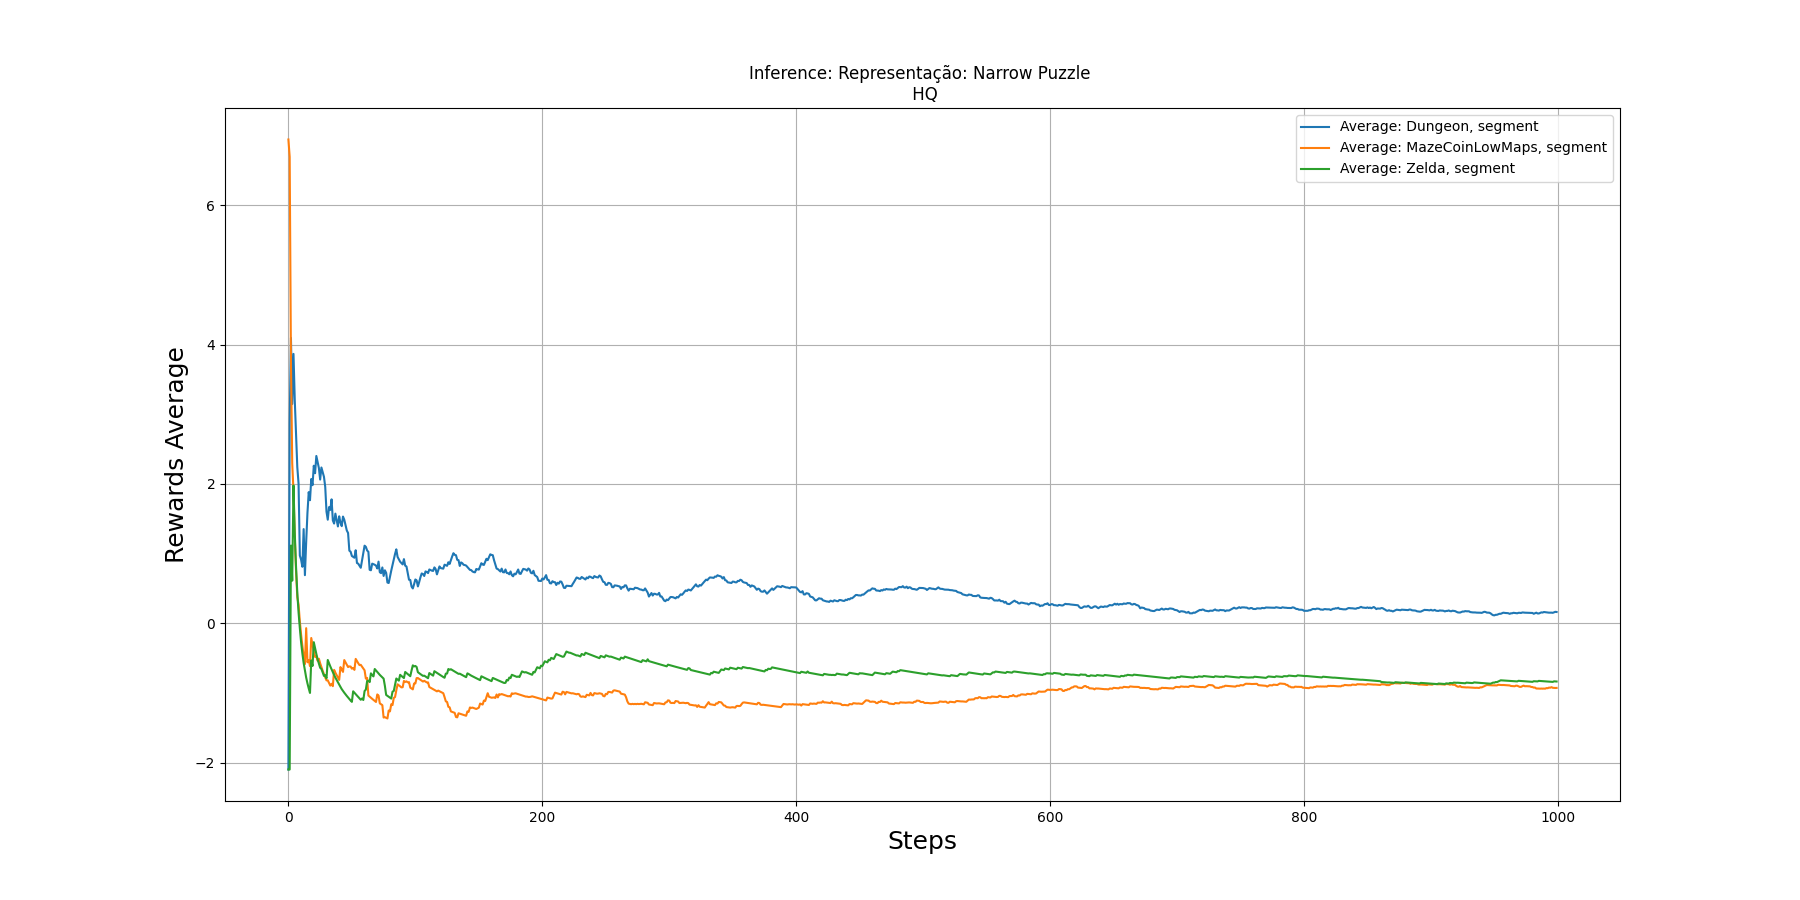 Inference: Representação: Narrow Puzzle
HQ
Average: Dungeon, segment
Average: MazeCoinLowMaps, segment
Average: Zelda, segment
Rewards Average
6
4
2
0
−2
0 200 400 600 800 1000
Steps